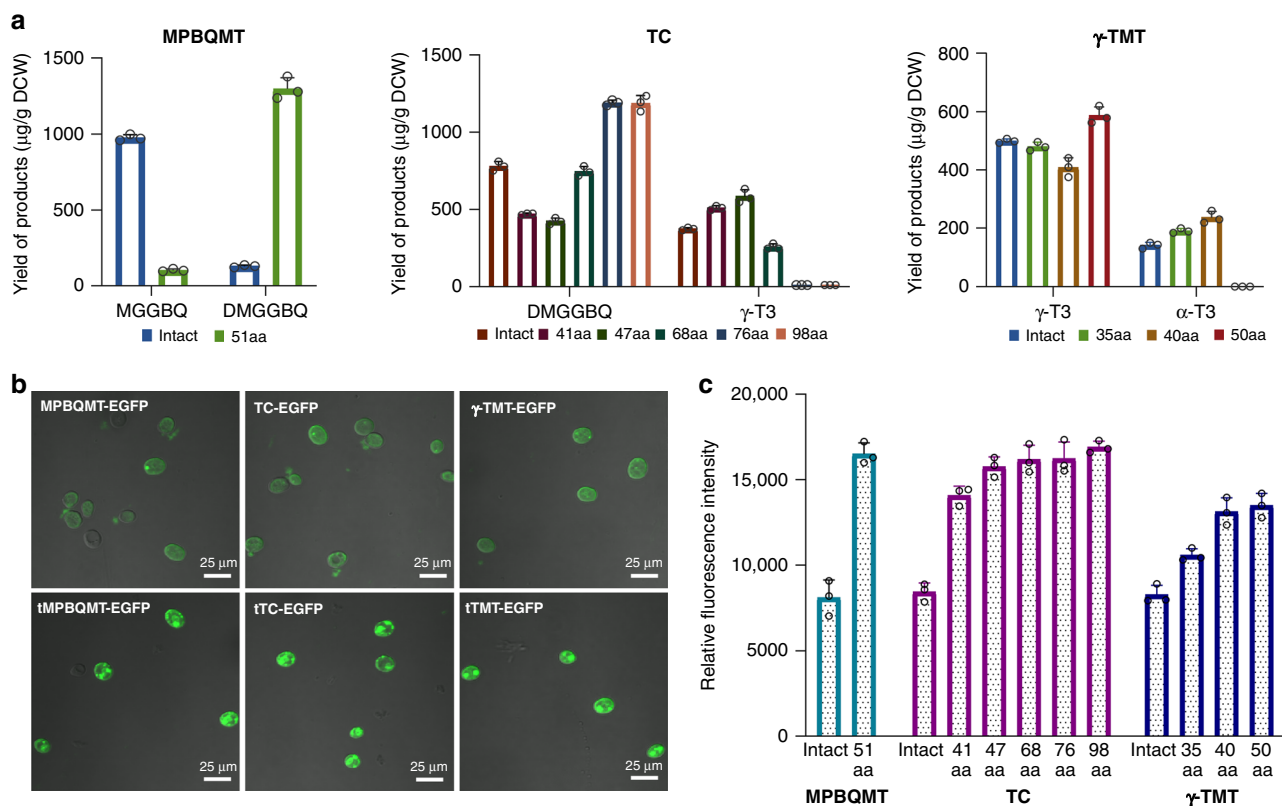 a
MPBQMT
Yield of products (μg/g DCW)
1500
1000
500
0
MGGBQ
DMGGBQ
Intact
51aa
TC
Yield of products (μg/g DCW)
1500
1000
500
0
DMGGBQ
γ-T3
Intact
41aa
47aa
68aa
76aa
98aa
γ-TMT
Yield of products (μg/g DCW)
800
600
400
200
0
γ-T3
α-T3
Intact
35aa
40aa
50aa
b
MPBQMT-EGFP
25 μm
TC-EGFP
25 μm
γ-TMT-EGFP
25 μm
tMPBQMT-EGFP
25 μm
tTC-EGFP
25 μm
tTMT-EGFP
25 μm
c
Relative fluorescence intensity
20,000
15,000
10,000
5000
0
Intact 51 Intact 41 47 68 76 98 Intact 35 40 50
aa aa aa aa aa aa aa aa aa
MPBQMT TC γ-TMT